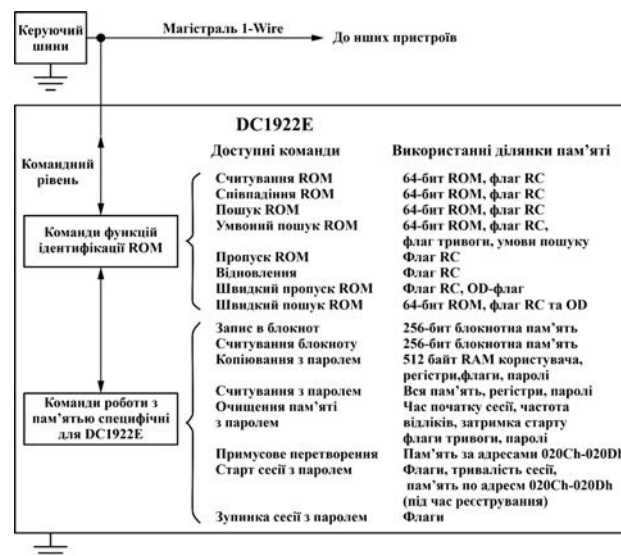 Керуючий
шини
Магістраль 1-Wire
До нших пристроїв
DC1922E
Командний
рівень
Доступні команди
Використанні ділянки пам'яті
Команди функцій
ідентифікації ROM
Считування ROM 64-бит ROM, флаг RC
Співпадіння ROM 64-бит ROM, флаг RC
Пошук ROM 64-бит ROM, флаг RC
Умвоний пошук ROM 64-бит ROM, флаг RC,
флаг тривоги, умови пошуку
Пропуск ROM Флаг RC
Відновлення Флаг RC
Швидкий пропуск ROM Флаг RC, OD-флаг
Швидкий пошук ROM 64-бит ROM, флаг RC та OD
Команди роботи з
пам'ятью специфічні
для DC1922E
Запис в блокнот 256-бит блокнотна пам'ять
Считування блокноту 256-бит блокнотна пам'ять
Копіювання з паролем 512 байт RAM користувача,
регістри,флаги, паролі
Считування з паролем Вся пам'ять, регістри, паролі
Очищення пам'яті Час початку сесії, частота
з паролем відліків, затримка старту
флаги тривоги, паролі
Примусове перетворення Пам'ять за адресами 020Ch-020Dh
Старт сесії з паролем Флаги, тривалість сесії,
пам'ять по адресм 020Ch-020Dh
(під час реєстрування)
Зупинка сесії з паролем Флаги